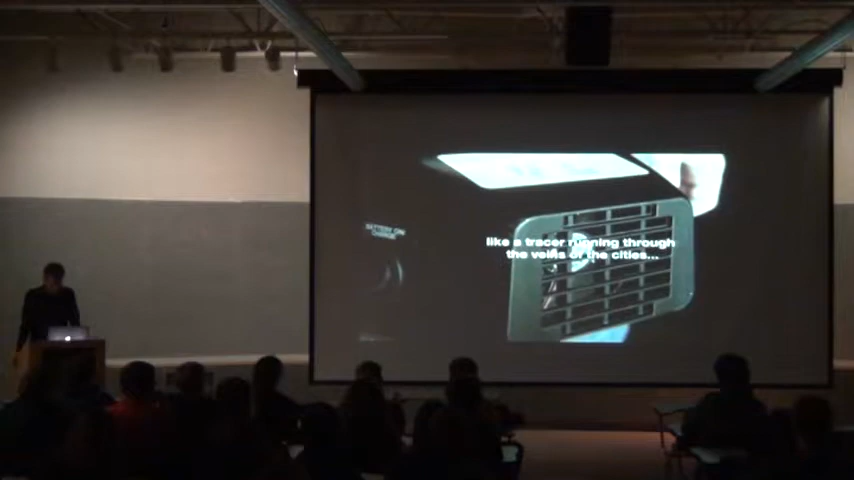 like a tracer running through
the veins of the cities...